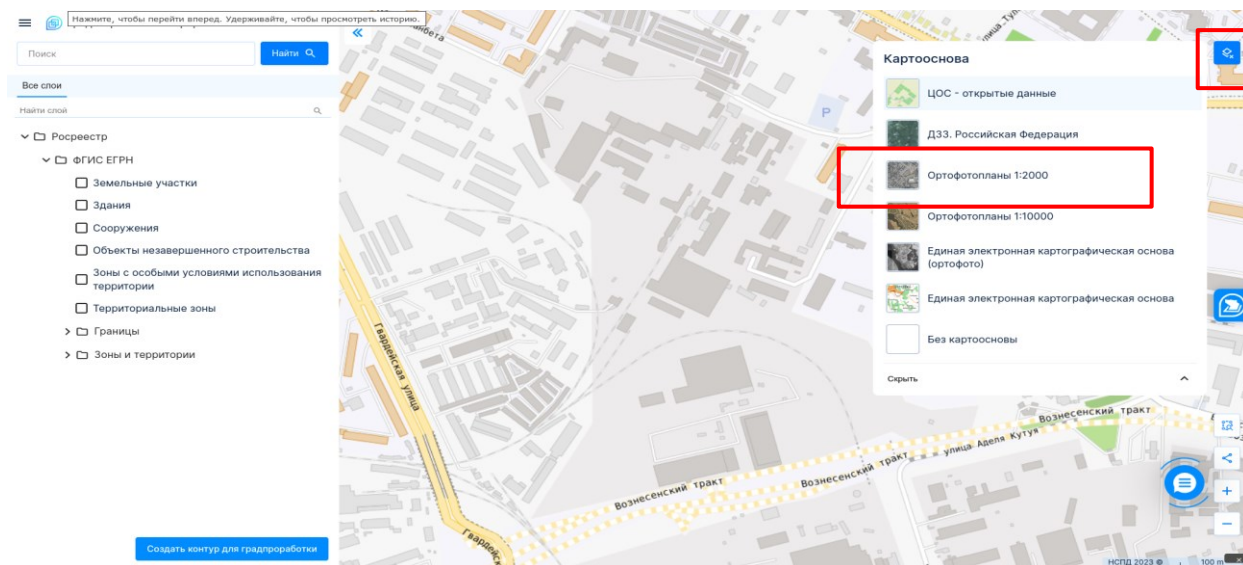 Нажмите, чтобы перейти вперед. Удерживайте, чтобы просмотреть историю.
Поиск
Найти
Все слои
Найти слой
Росреестр
ФГИС ЕГРН
Земельные участки
Здания
Сооружения
Объекты незавершенного строительства
Зоны с особыми условиями использования
территории
Территориальные зоны
Границы
Зоны и территории
Создать контур для градпроработки
Картооснова
ЦОС - открытые данные
ДЗЗ. Российская Федерация
Ортофотопланы 1:2000
Ортофотопланы 1:10000
Единая электронная картографическая основа
(ортофото)
Единая электронная картографическая основа
Без картоосновы
Скрыть
P
Гвардейская улица
Вознесенский тракт
улица Аделя Кутуя
Вознесенский тракт
Вознесенский тракт
НСПД 2023 ©
100 m